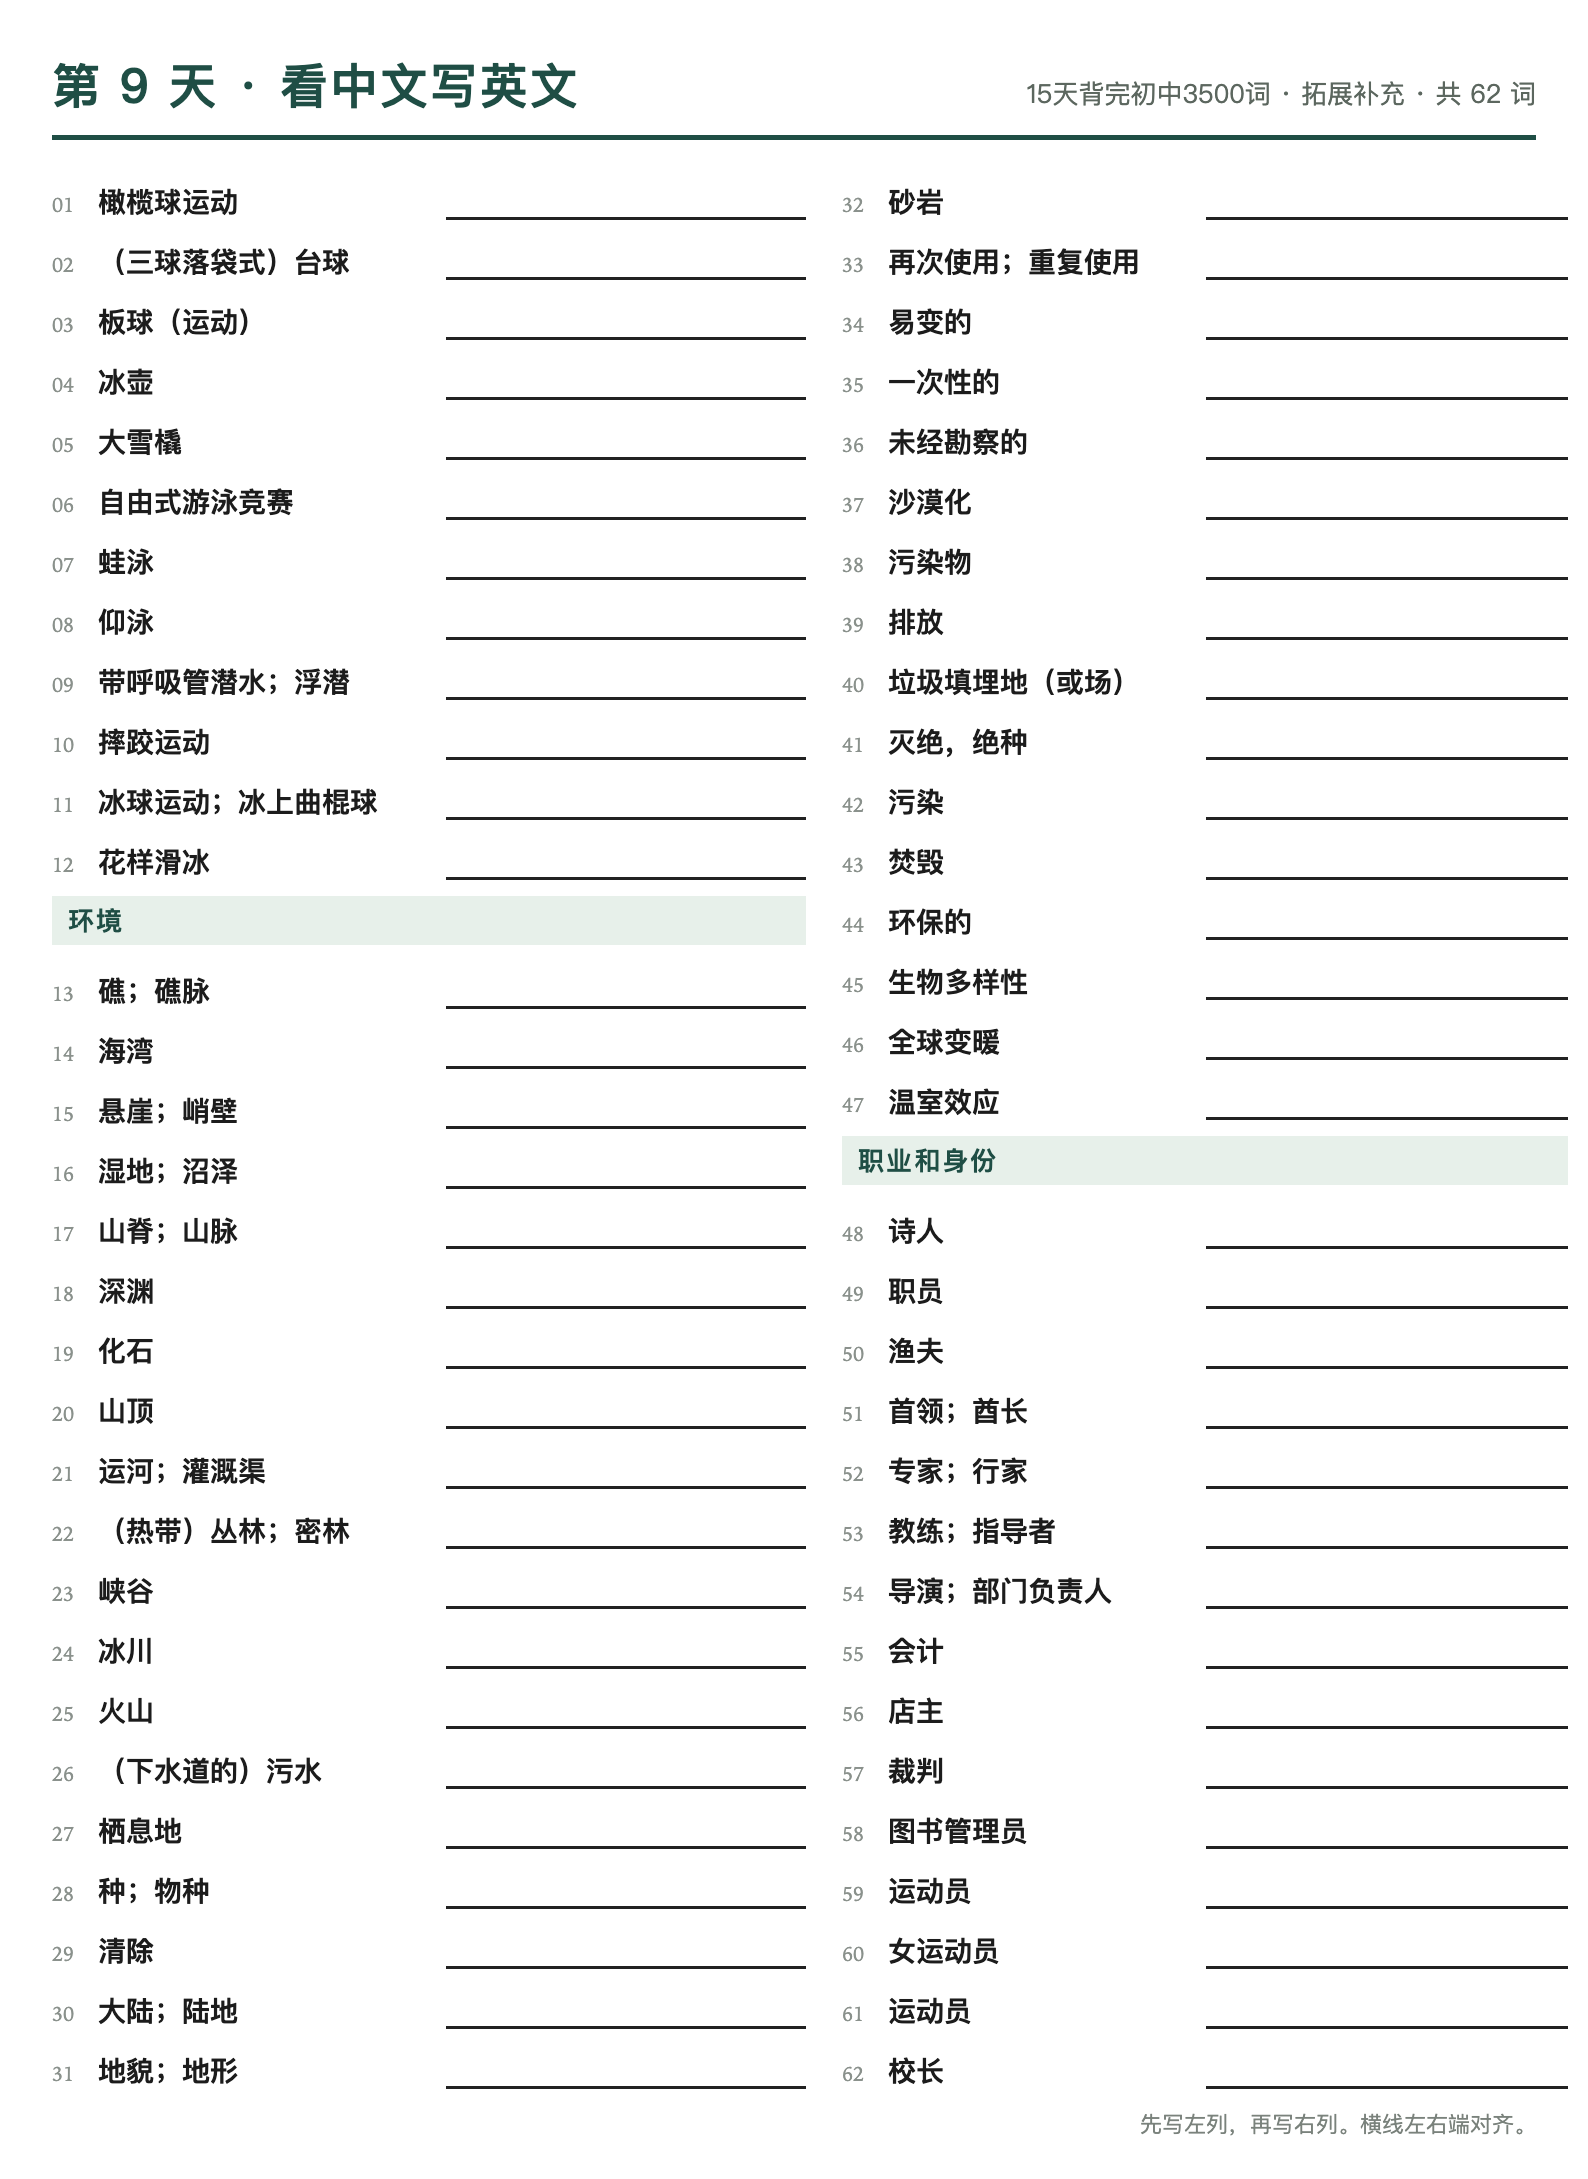 第 9 天 · 看中文写英文
15天背完初中3500词 · 拓展补充 · 共 62 词
01 橄榄球运动
02 （三球落袋式）台球
03 板球（运动）
04 冰壶
05 大雪橇
06 自由式游泳竞赛
07 蛙泳
08 仰泳
09 带呼吸管潜水；浮潜
10 摔跤运动
11 冰球运动；冰上曲棍球
12 花样滑冰
环境
13 礁；礁脉
14 海湾
15 悬崖；峭壁
16 湿地；沼泽
17 山脊；山脉
18 深渊
19 化石
20 山顶
21 运河；灌溉渠
22 （热带）丛林；密林
23 峡谷
24 冰川
25 火山
26 （下水道的）污水
27 栖息地
28 种；物种
29 清除
30 大陆；陆地
31 地貌；地形
32 砂岩
33 再次使用；重复使用
34 易变的
35 一次性的
36 未经勘察的
37 沙漠化
38 污染物
39 排放
40 垃圾填埋地（或场）
41 灭绝，绝种
42 污染
43 焚毁
44 环保的
45 生物多样性
46 全球变暖
47 温室效应
职业和身份
48 诗人
49 职员
50 渔夫
51 首领；酋长
52 专家；行家
53 教练；指导者
54 导演；部门负责人
55 会计
56 店主
57 裁判
58 图书管理员
59 运动员
60 女运动员
61 运动员
62 校长
先写左列，再写右列。横线左右端对齐。